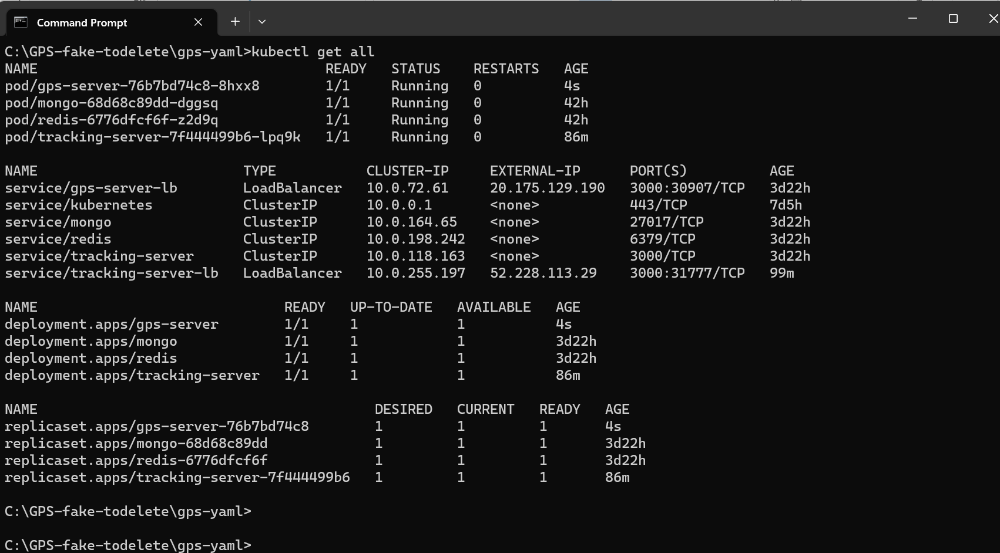 Command Prompt
C:\GPS-fake-todelete\gps-yaml>kubectl get all
NAME READY STATUS RESTARTS AGE
pod/gps-server-76b7bd74c8-8hxx8 1/1 Running 0 4s
pod/mongo-68d68c89dd-dggsq 1/1 Running 0 42h
pod/redis-6776dfcf6f-z2d9q 1/1 Running 0 42h
pod/tracking-server-7f444499b6-lpq9k 1/1 Running 0 86m
NAME TYPE CLUSTER-IP EXTERNAL-IP PORT(S) AGE
service/gps-server-lb LoadBalancer 10.0.72.61 20.175.129.190 3000:30907/TCP 3d22h
service/kubernetes ClusterIP 10.0.0.1 <none> 443/TCP 7d5h
service/mongo ClusterIP 10.0.164.65 <none> 27017/TCP 3d22h
service/redis ClusterIP 10.0.198.242 <none> 6379/TCP 3d22h
service/tracking-server ClusterIP 10.0.118.163 <none> 3000/TCP 3d22h
service/tracking-server-lb LoadBalancer 10.0.255.197 52.228.113.29 3000:31777/TCP 99m
NAME READY UP-TO-DATE AVAILABLE AGE
deployment.apps/gps-server 1/1 1 1 4s
deployment.apps/mongo 1/1 1 1 3d22h
deployment.apps/redis 1/1 1 1 3d22h
deployment.apps/tracking-server 1/1 1 1 86m
NAME DESIRED CURRENT READY AGE
replicaset.apps/gps-server-76b7bd74c8 1 1 1 4s
replicaset.apps/mongo-68d68c89dd 1 1 1 3d22h
replicaset.apps/redis-6776dfcf6f 1 1 1 3d22h
replicaset.apps/tracking-server-7f444499b6 1 1 1 86m
C:\GPS-fake-todelete\gps-yaml>
C:\GPS-fake-todelete\gps-yaml>